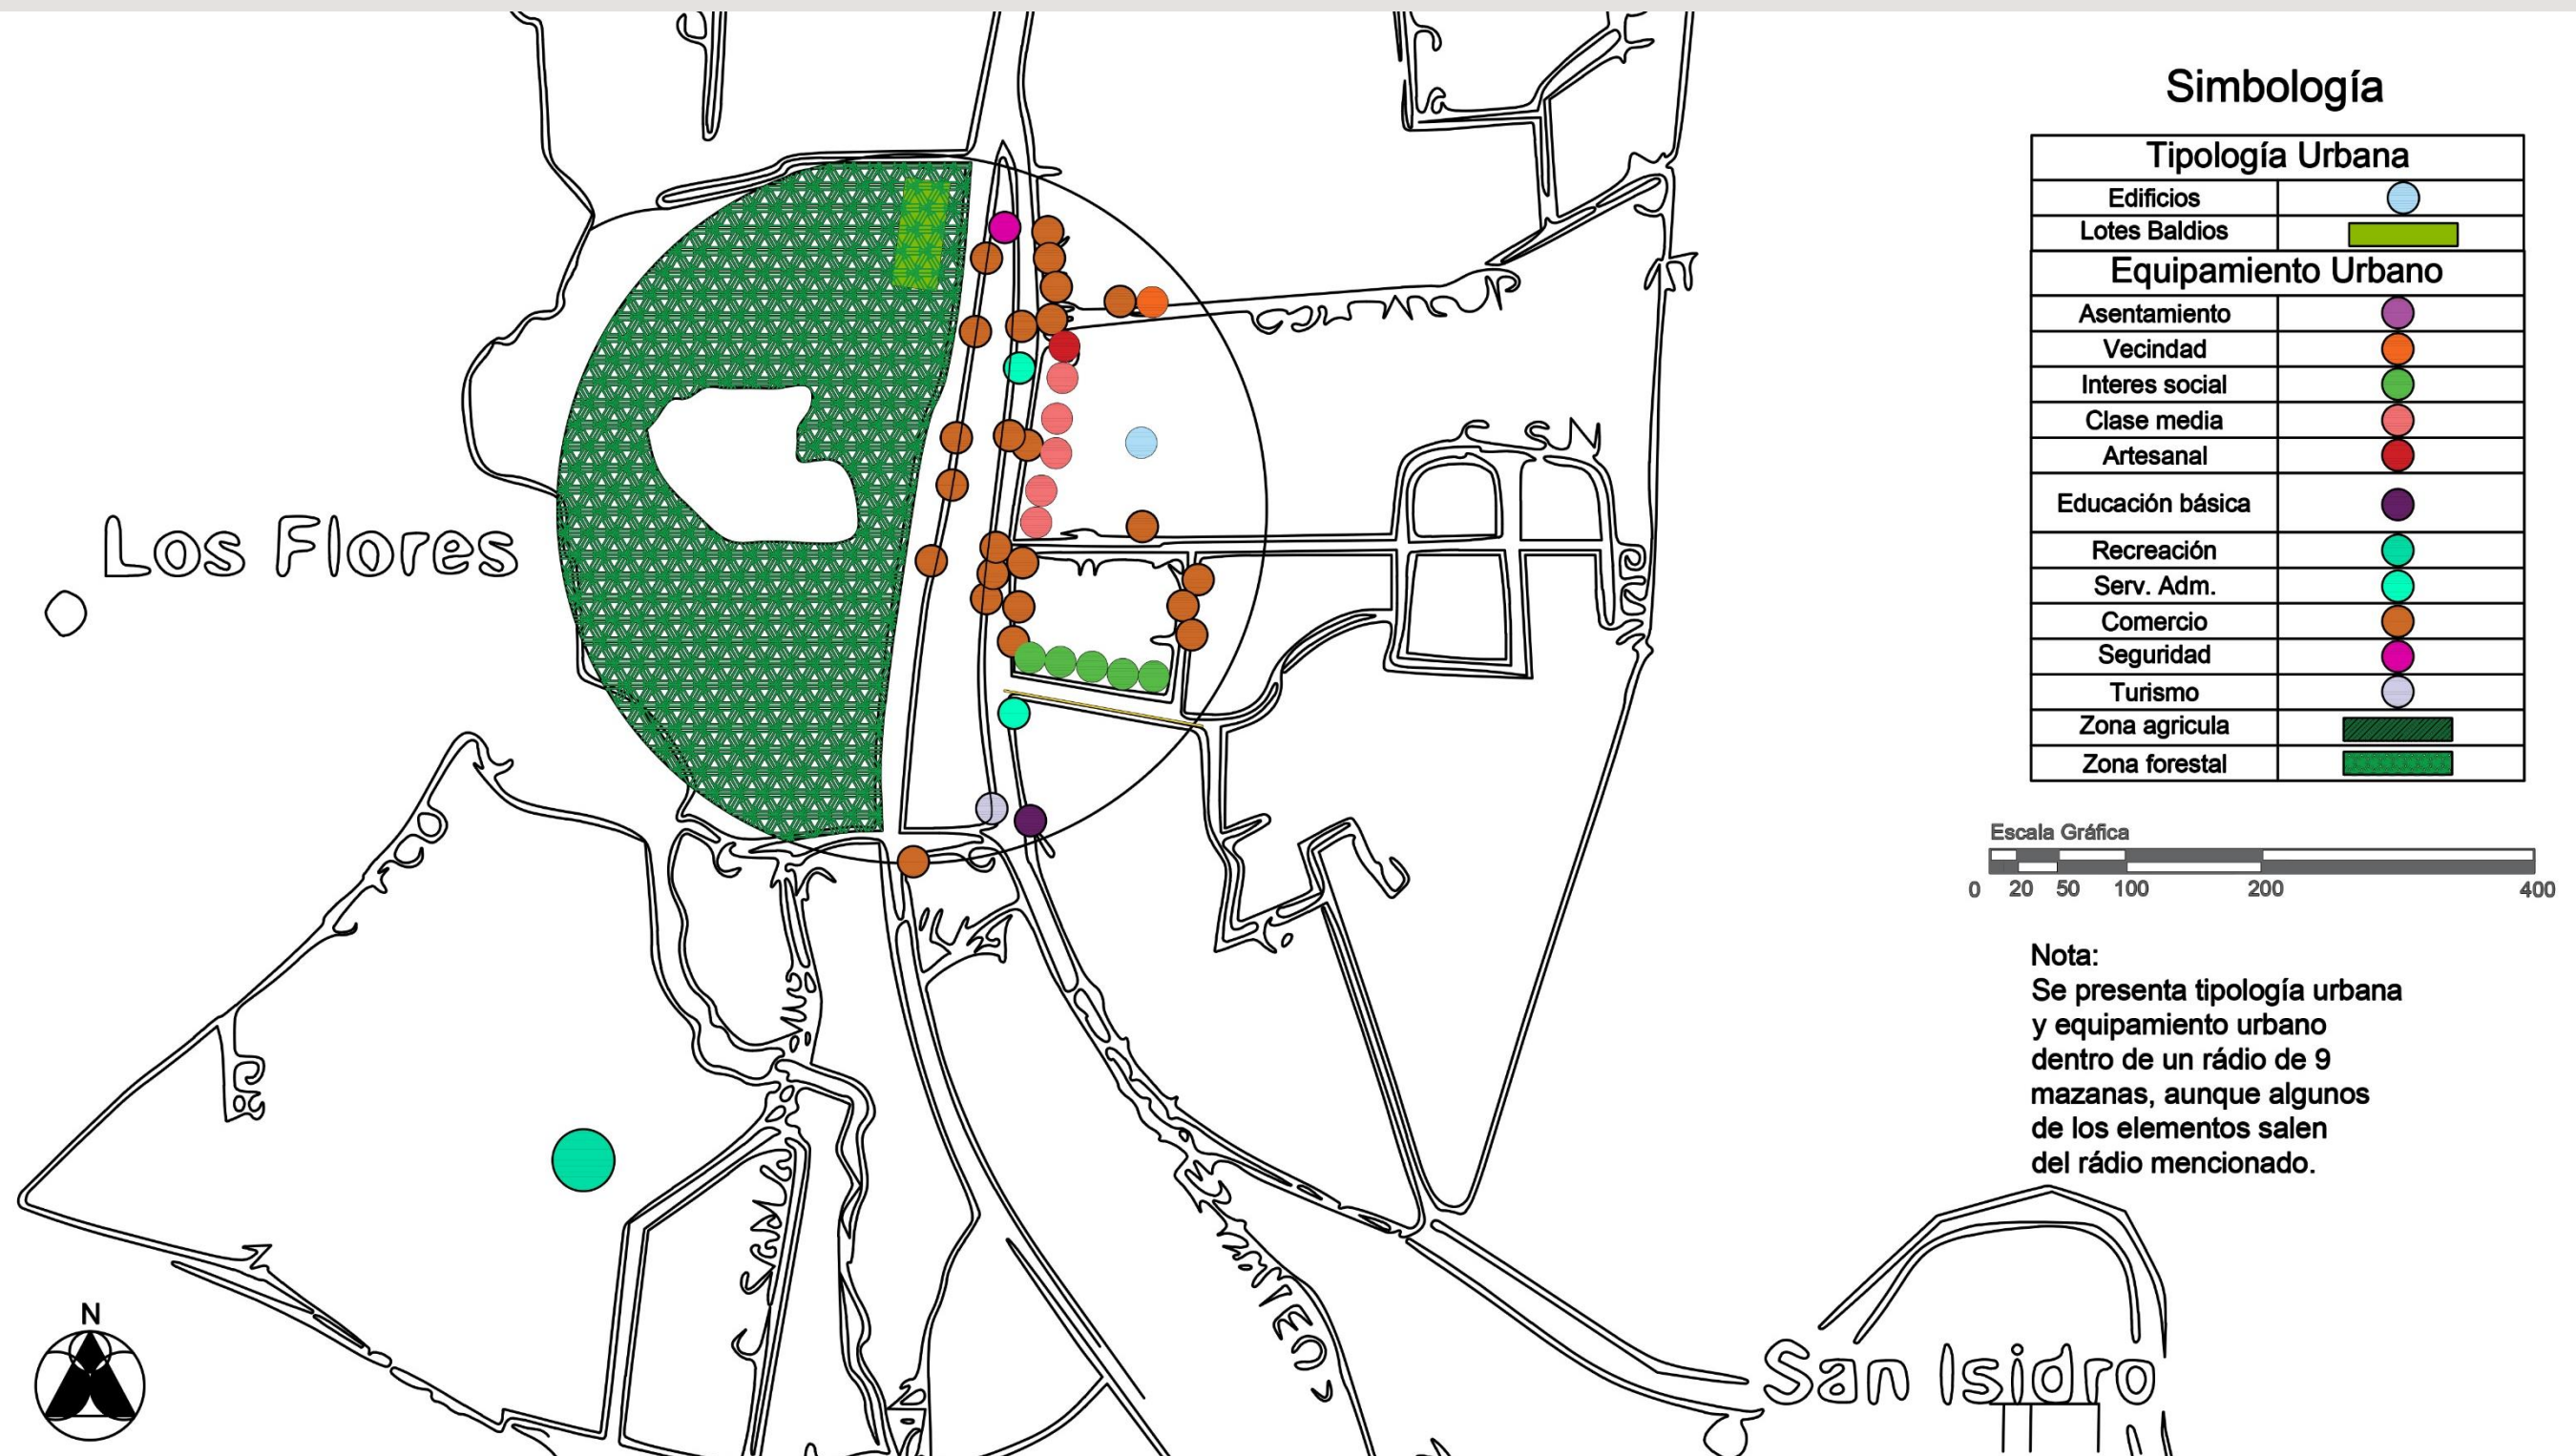 Simbología
Tipología Urbana
Edificios
Lotes Baldios
Equipamiento Urbano
Asentamiento
Vecindad
Interes social
Clase media
Artesanal
Educación básica
Recreación
Serv. Adm.
Comercio
Seguridad
Turismo
Zona agricula
Zona forestal
Escala Gráfica
0 20 50 100 200 400
Nota:
Se presenta tipología urbana
y equipamiento urbano
dentro de un rádio de 9
mazanas, aunque algunos
de los elementos salen
del rádio mencionado.
Los Flores
N
San Isidro